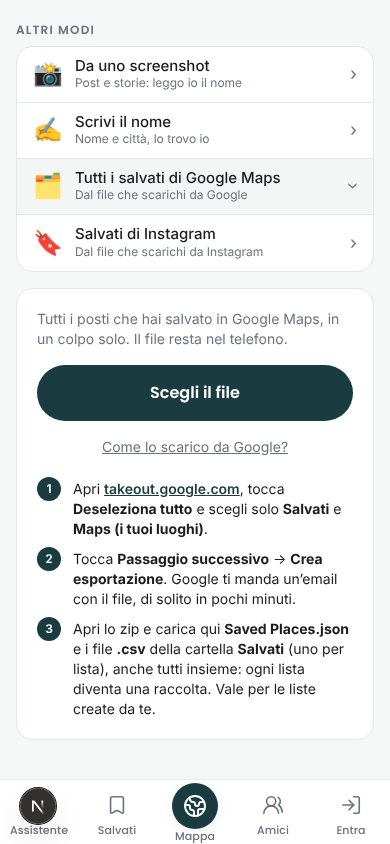 ALTRI MODI
Da uno screenshot
Post e storie: leggo io il nome
Scrivi il nome
Nome e città, lo trovo io
Tutti i salvati di Google Maps
Dal file che scarichi da Google
Salvati di Instagram
Dal file che scarichi da Instagram
Tutti i posti che hai salvato in Google Maps, in
un colpo solo. Il file resta nel telefono.
Scegli il file
Come lo scarico da Google?
1 Apri takeout.google.com, tocca
Deseleziona tutto e scegli solo Salvati e
Maps (i tuoi luoghi).
2 Tocca Passaggio successivo → Crea
esportazione. Google ti manda un'email
con il file, di solito in pochi minuti.
3 Apri lo zip e carica qui Saved Places.json
e i file .csv della cartella Salvati (uno per
lista), anche tutti insieme: ogni lista
diventa una raccolta. Vale per le liste
create da te.
N
Assistente Salvati Mappa Amici Entra